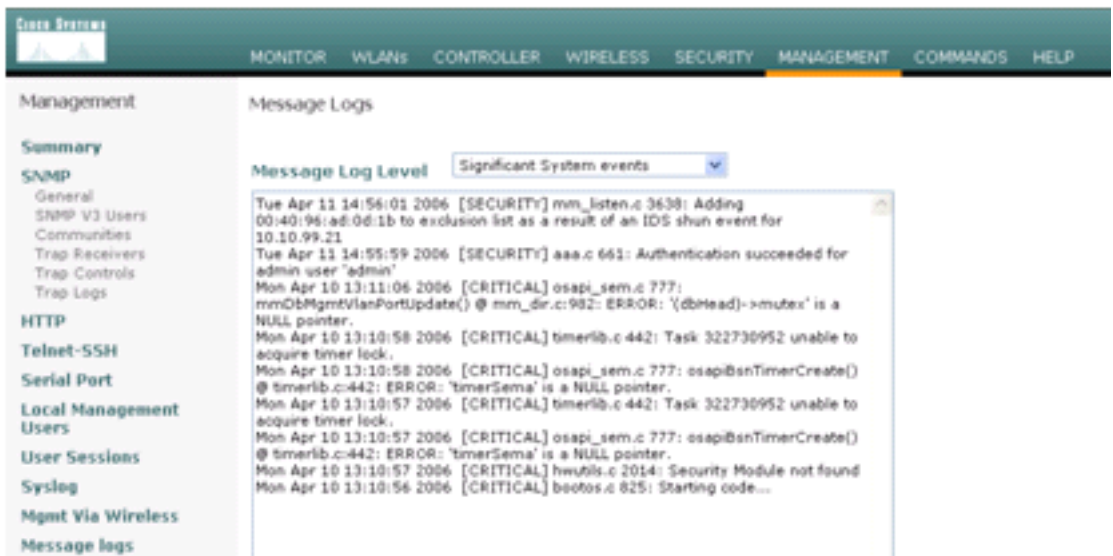 CISCO SYSTEMS
MONITOR WLANs CONTROLLER WIRELESS SECURITY MANAGEMENT COMMANDS HELP
Management
Summary
SNMP
General
SNMP V3 Users
Communities
Trap Receivers
Trap Controls
Trap Logs
HTTP
Telnet-SSH
Serial Port
Local Management
Users
User Sessions
Syslog
Mgmt Via Wireless
Message logs
Message Logs
Message Log Level Significant System events
Tue Apr 11 14:56:01 2006 [SECURITY] mm_listen.c 3638: Adding
00:40:96:ad:0d:1b to exclusion list as a result of an IDS shun event for
10.10.99.21
Tue Apr 11 14:55:59 2006 [SECURITY] aaa.c 661: Authentication succeeded for
admin user 'admin'
Mon Apr 10 13:11:06 2006 [CRITICAL] osapi_sem.c 777:
mmDbMgmtVlanPortUpdate() @ mm_dir.c:982: ERROR: '(dbHead)->mutex' is a
NULL pointer.
Mon Apr 10 13:10:58 2006 [CRITICAL] timerlib.c 442: Task 322730952 unable to
acquire timer lock.
Mon Apr 10 13:10:58 2006 [CRITICAL] osapi_sem.c 777: osapiBsnTimerCreate()
@ timerlib.c:442: ERROR: 'timerSema' is a NULL pointer.
Mon Apr 10 13:10:57 2006 [CRITICAL] timerlib.c 442: Task 322730952 unable to
acquire timer lock.
Mon Apr 10 13:10:57 2006 [CRITICAL] osapi_sem.c 777: osapiBsnTimerCreate()
@ timerlib.c:442: ERROR: 'timerSema' is a NULL pointer.
Mon Apr 10 13:10:57 2006 [CRITICAL] hwutils.c 2014: Security Module not found
Mon Apr 10 13:10:56 2006 [CRITICAL] bootos.c 825: Starting code...